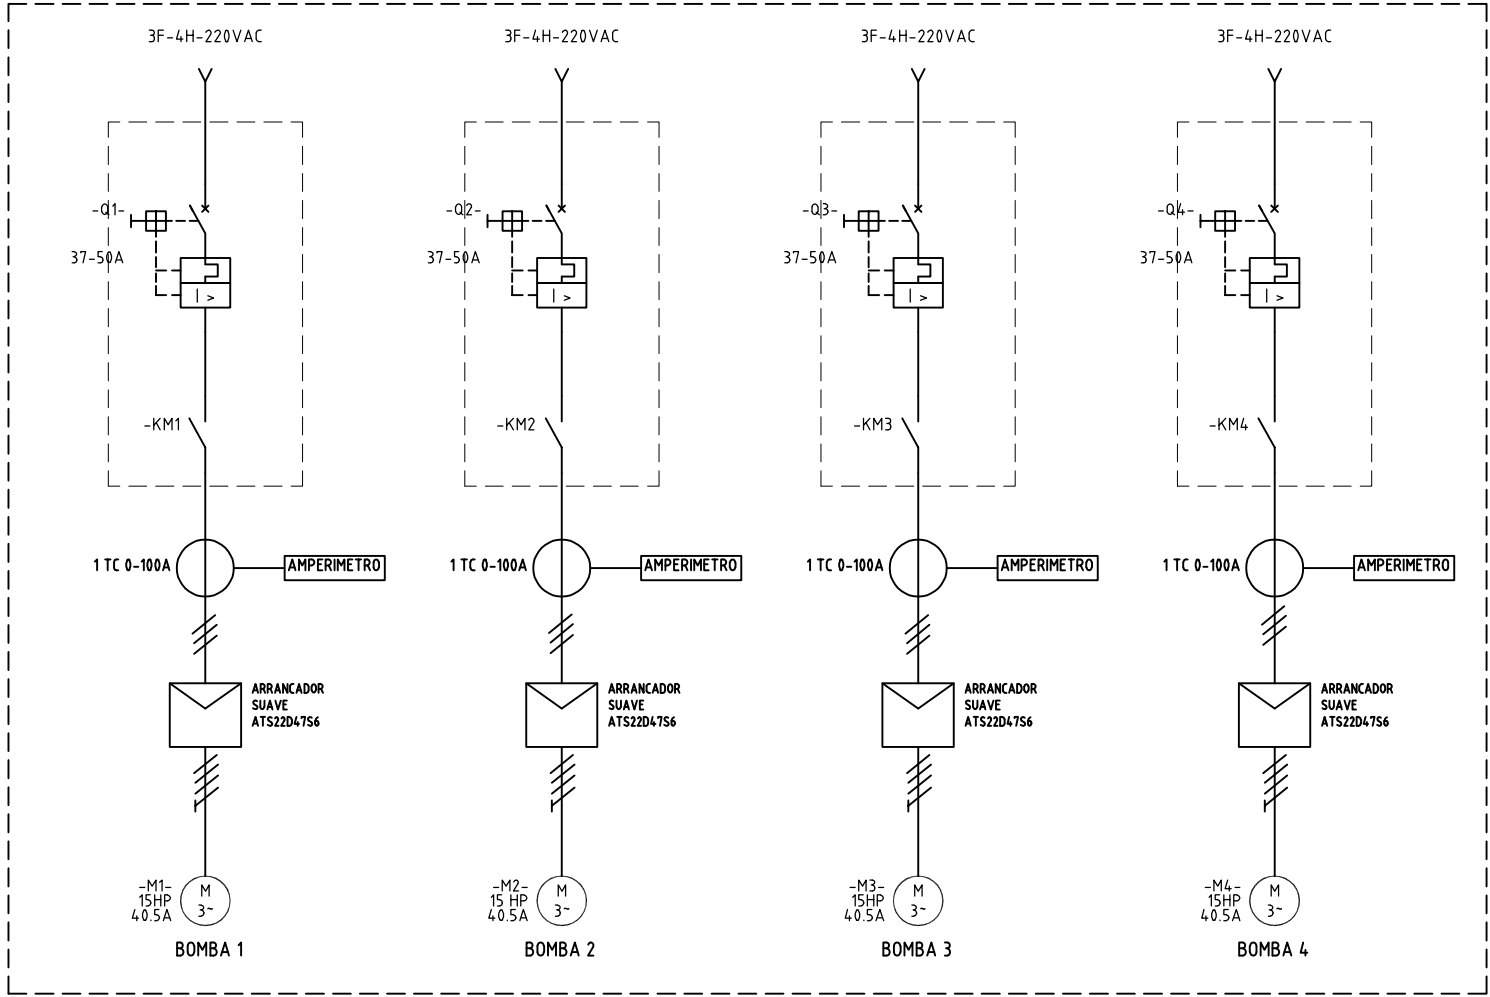 3F-4H-220VAC
3F-4H-220VAC
3F-4H-220VAC
3F-4H-220VAC
-Q1-
-Q2-
-Q3-
-Q4-
37-50A
37-50A
37-50A
37-50A
I >
I >
I >
I >
-KM1
-KM2
-KM3
-KM4
1 TC 0-100A
AMPERIMETRO
1 TC 0-100A
AMPERIMETRO
1 TC 0-100A
AMPERIMETRO
1 TC 0-100A
AMPERIMETRO
ARRANCADOR
SUAVE
ATS22D47S6
ARRANCADOR
SUAVE
ATS22D47S6
ARRANCADOR
SUAVE
ATS22D47S6
ARRANCADOR
SUAVE
ATS22D47S6
-M1-
15HP
40.5A
M
3~
-M2-
15 HP
40.5A
M
3~
-M3-
15HP
40.5A
M
3~
-M4-
15HP
40.5A
M
3~
BOMBA 1
BOMBA 2
BOMBA 3
BOMBA 4